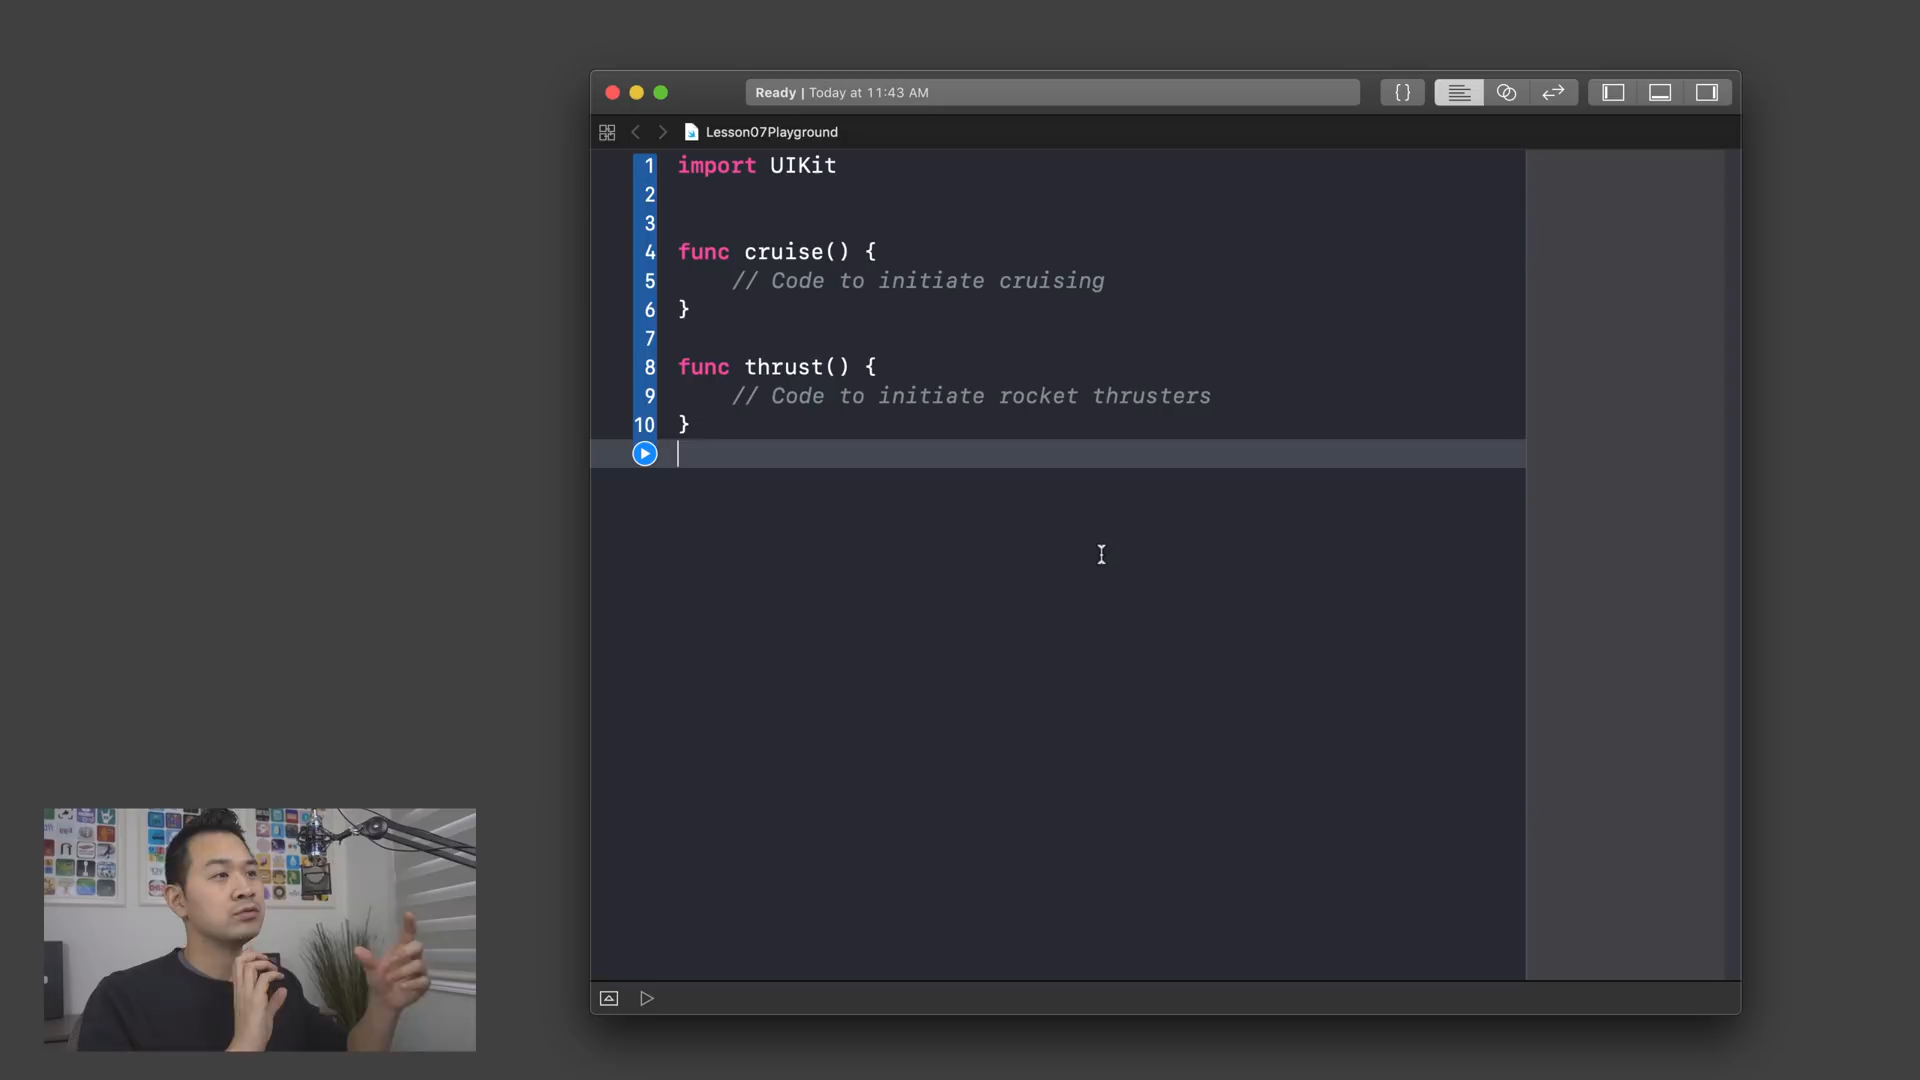 Ready | Today at 11:43 AM
{}
Lesson07Playground
1 import UIKit
2
3
4 func cruise() {
5 // Code to initiate cruising
6 }
7
8 func thrust() {
9 // Code to initiate rocket thrusters
10 }